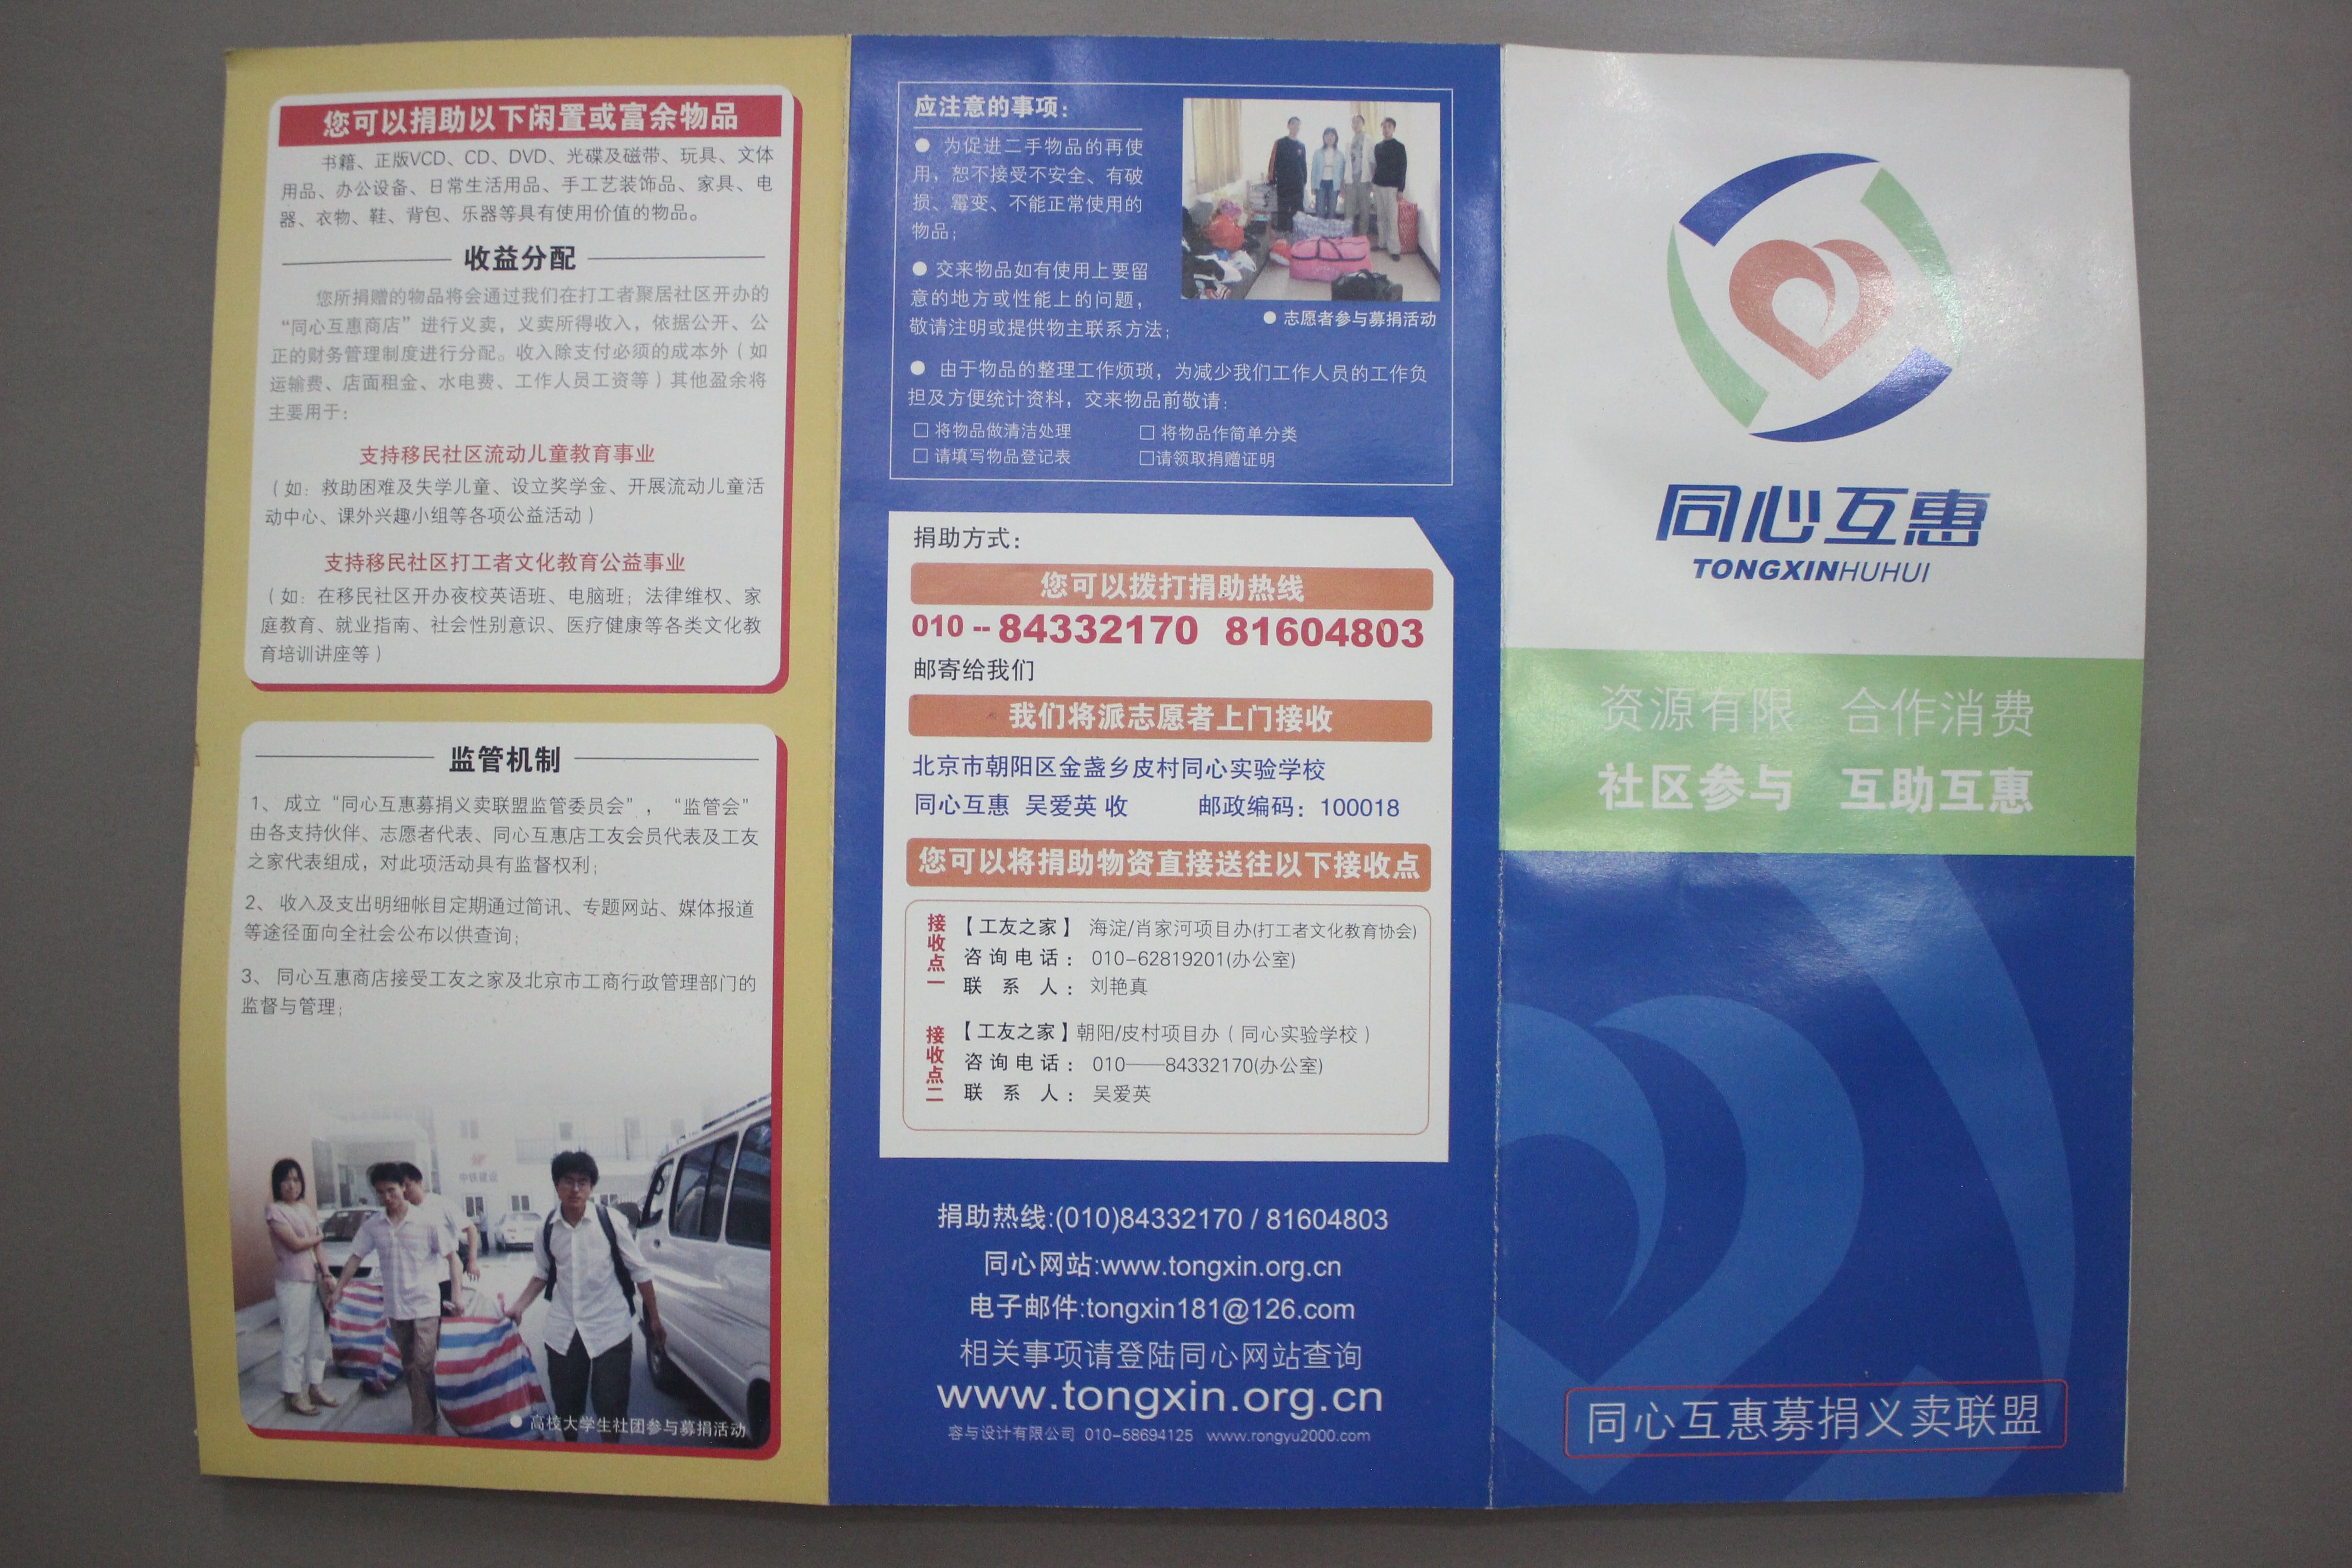 您可以捐助以下闲置或富余物品
书籍、正版VCD、CD、DVD、光碟及磁带、玩具、文体
用品、办公设备、日常生活用品、手工艺装饰品、家具、电
器、衣物、鞋、背包、乐器等具有使用价值的物品。
收益分配
您所捐赠的物品将会通过我们在打工者聚居社区开办的
“同心互惠商店”进行义卖，义卖所得收入，依据公开、公
正的财务管理制度进行分配。收入除支付必须的成本外（如
运输费、店面租金、水电费、工作人员工资等）其他盈余将
主要用于：
支持移民社区流动儿童教育事业
（如：救助困难及失学儿童、设立奖学金、开展流动儿童活
动中心、课外兴趣小组等各项公益活动）
支持移民社区打工者文化教育公益事业
（如：在移民社区开办夜校英语班、电脑班；法律维权、家
庭教育、就业指南、社会性别意识、医疗健康等各类文化教
育培训讲座等）
监管机制
1、成立“同心互惠募捐义卖联盟监管委员会”，“监管会”
由各支持伙伴、志愿者代表、同心互惠店工友会员代表及工友
之家代表组成，对此项活动具有监督权利；
2、收入及支出明细帐目定期通过简讯、专题网站、媒体报道
等途径面向全社会公布以供查询；
3、同心互惠商店接受工友之家及北京市工商行政管理部门的
监督与管理；
中铁建设
● 高校大学生社团参与募捐活动
应注意的事项：
● 为促进二手物品的再使
用，恕不接受不安全、有破
损、霉变、不能正常使用的
物品；
● 交来物品如有使用上要留
意的地方或性能上的问题，
敬请注明或提供物主联系方法；
● 志愿者参与募捐活动
● 由于物品的整理工作烦琐，为减少我们工作人员的工作负
担及方便统计资料，交来物品前敬请：
□ 将物品做清洁处理 □ 将物品作简单分类
□ 请填写物品登记表 □请领取捐赠证明
捐助方式：
您可以拨打捐助热线
010--84332170 81604803
邮寄给我们
我们将派志愿者上门接收
北京市朝阳区金盏乡皮村同心实验学校
同心互惠 吴爱英 收 邮政编码：100018
您可以将捐助物资直接送往以下接收点
接收点一
【工友之家】 海淀/肖家河项目办(打工者文化教育协会)
咨询电话：010-62819201(办公室)
联系人：刘艳真
接收点二
【工友之家】朝阳/皮村项目办（同心实验学校）
咨询电话：010——84332170(办公室)
联系人：吴爱英
捐助热线:(010)84332170 / 81604803
同心网站:www.tongxin.org.cn
电子邮件:tongxin181@126.com
相关事项请登陆同心网站查询
www.tongxin.org.cn
容与设计有限公司 010-58694125 www.rongyu2000.com
同心互惠
TONGXINHUHUI
资源有限 合作消费
社区参与 互助互惠
同心互惠募捐义卖联盟